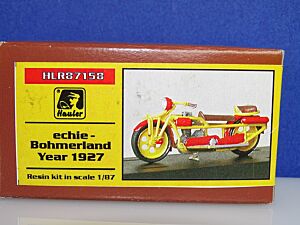 HLR87158
Hauler
echie -
Bohmerland
Year 1927
Resin kit in scale 1/87